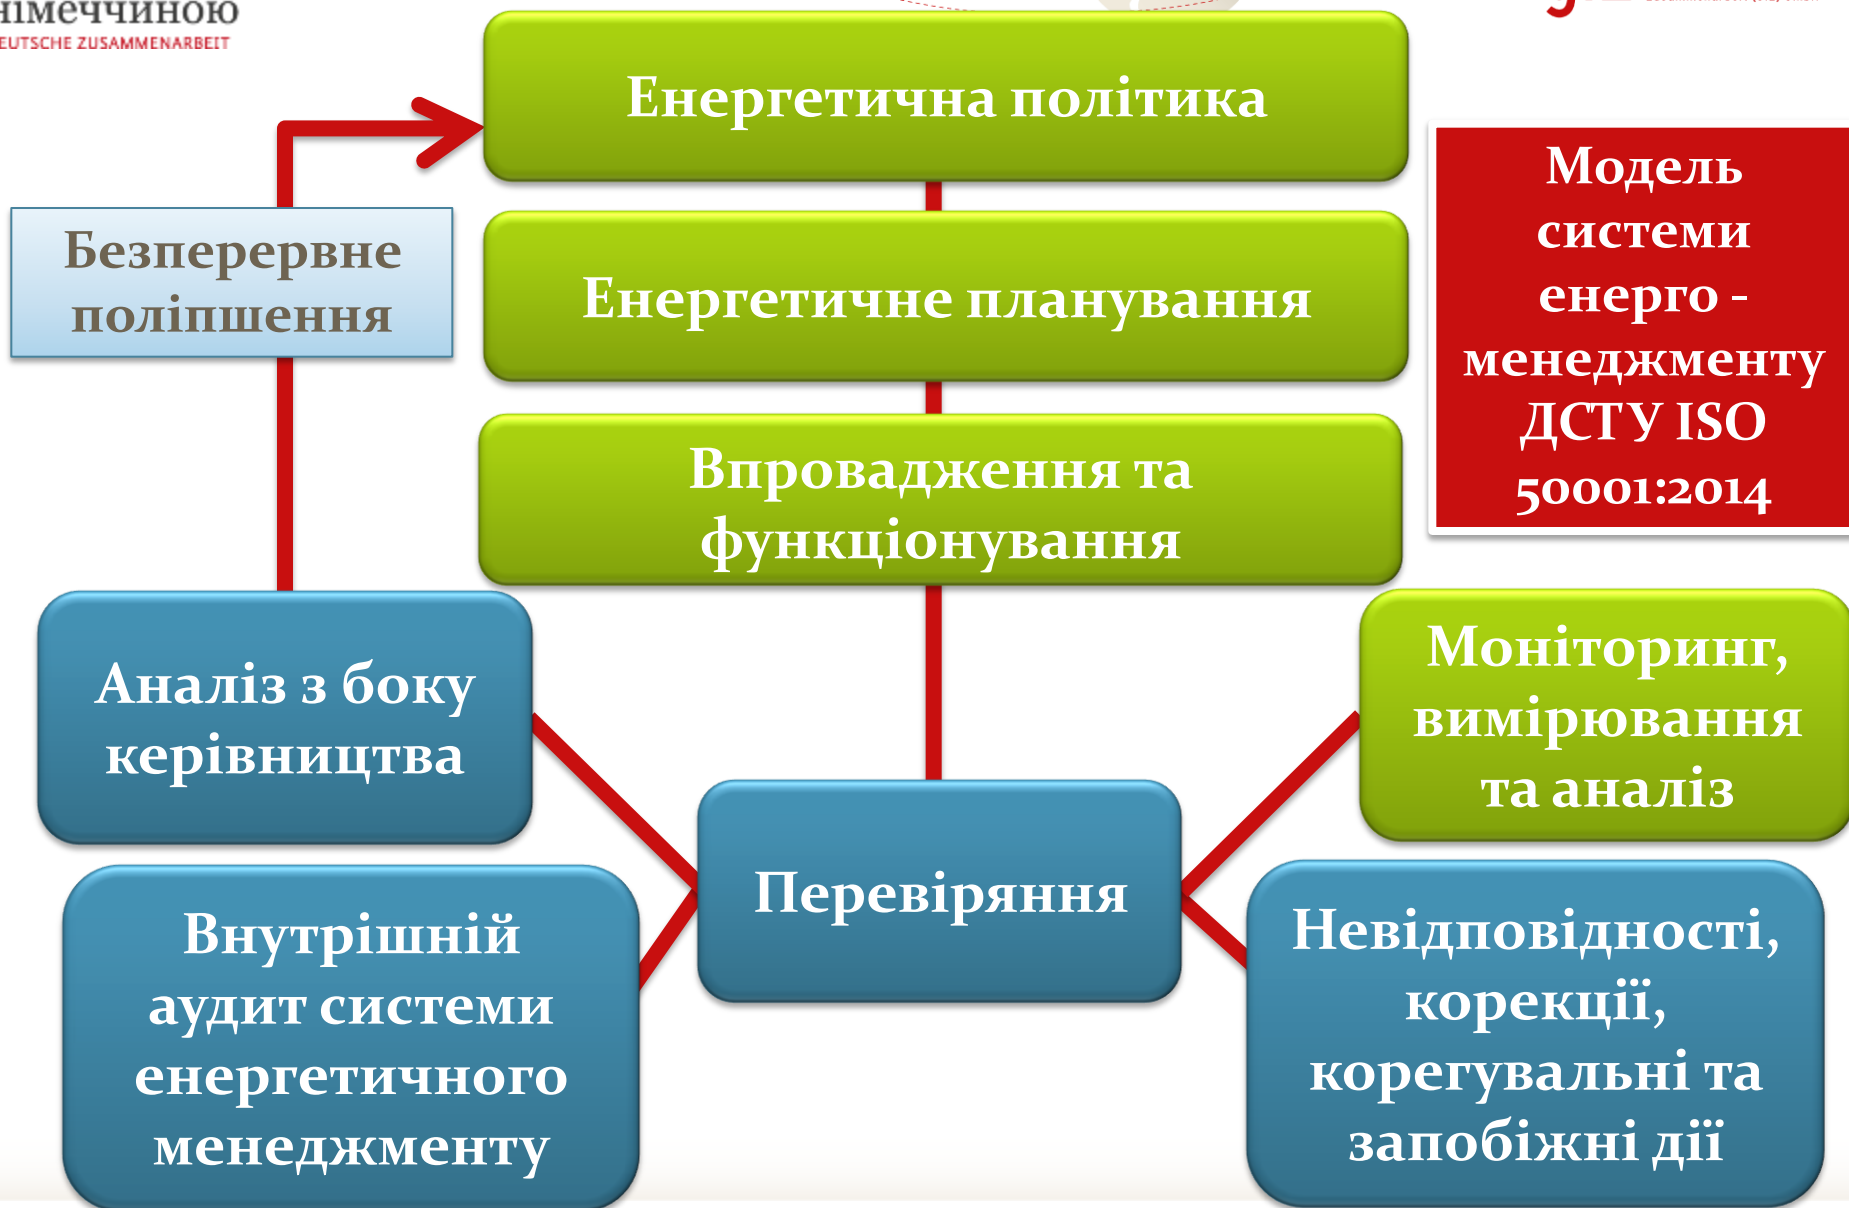 німеччиною
DEUTSCHE ZUSAMMENARBEIT
Енергетична політика
Безперервне
поліпшення
Енергетичне планування
Модель
системи
енерго -
менеджменту
ДСТУ ISO
50001:2014
Впровадження та
функціонування
Аналіз з боку
керівництва
Моніторинг,
вимірювання
та аналіз
Перевіряння
Внутрішній
аудит системи
енергетичного
менеджменту
Невідповідності,
корекції,
корегувальні та
запобіжні дії